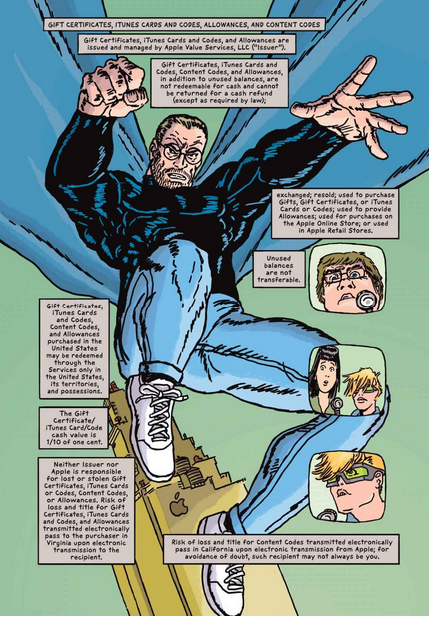 GIFT CERTIFICATES, iTUNES CARDS AND CODES, ALLOWANCES, AND CONTENT CODES
Gift Certificates, iTunes Cards and Codes, and Allowances are
issued and managed by Apple Value Services, LLC ("Issuer").
Gift Certificates, iTunes Cards and
Codes, Content Codes, and Allowances,
in addition to unused balances, are
not redeemable for cash and cannot
be returned for a cash refund
(except as required by law);
exchanged; resold; used to purchase
Gifts, Gift Certificates, or iTunes
Cards or Codes; used to provide
Allowances; used for purchases on
the Apple Online Store; or used
in Apple Retail Stores.
Unused
balances
are not
transferable.
Gift Certificates,
iTunes Cards
and Codes,
Content Codes,
and Allowances
purchased in the
United States
may be redeemed
through the
Services only in
the United States,
its territories,
and possessions.
The Gift
Certificate/
iTunes Card/Code
cash value is
1/10 of one cent.
Neither Issuer nor
Apple is responsible
for lost or stolen Gift
Certificates, iTunes Cards
or Codes, Content Codes,
or Allowances. Risk of
loss and title for Gift
Certificates, iTunes Cards
and Codes, and Allowances
transmitted electronically
pass to the purchaser in
Virginia upon electronic
transmission to the
recipient.
Risk of loss and title for Content Codes transmitted electronically
pass in California upon electronic transmission from Apple; for
avoidance of doubt, such recipient may not always be you.